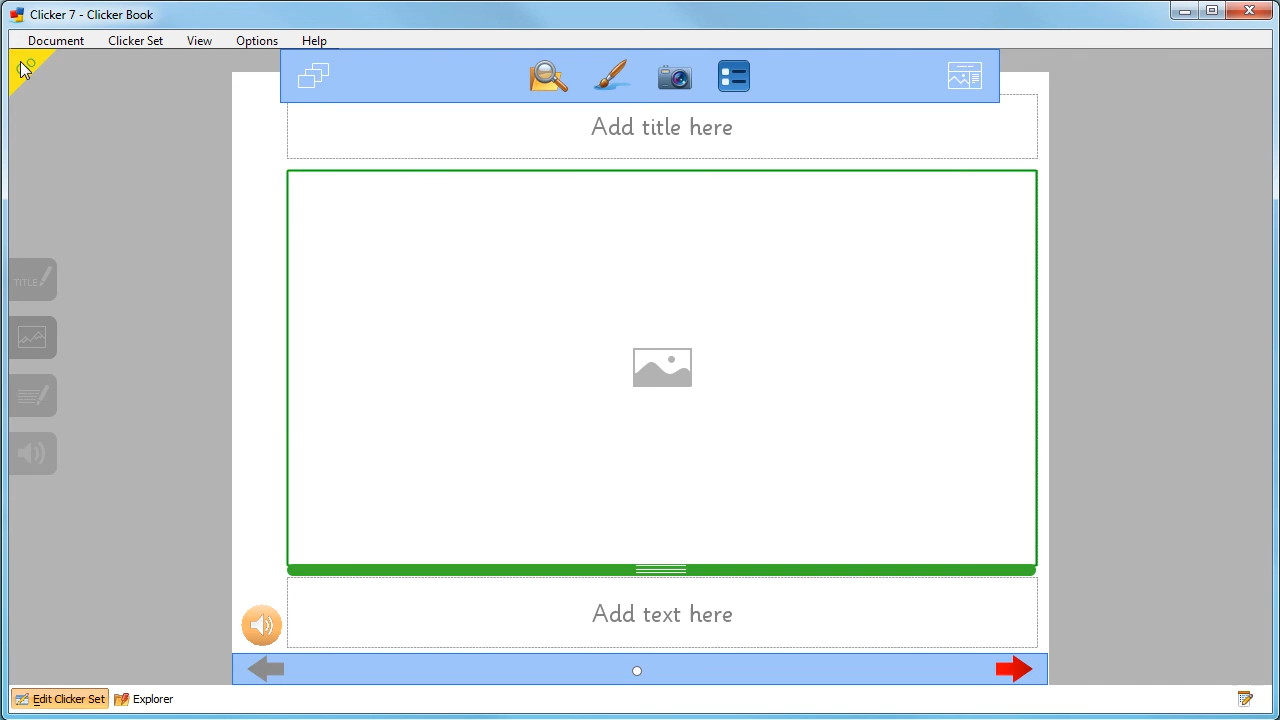 Clicker 7 - Clicker Book
Document Clicker Set View Options Help
Add title here
TITLE
Add text here
Edit Clicker Set Explorer